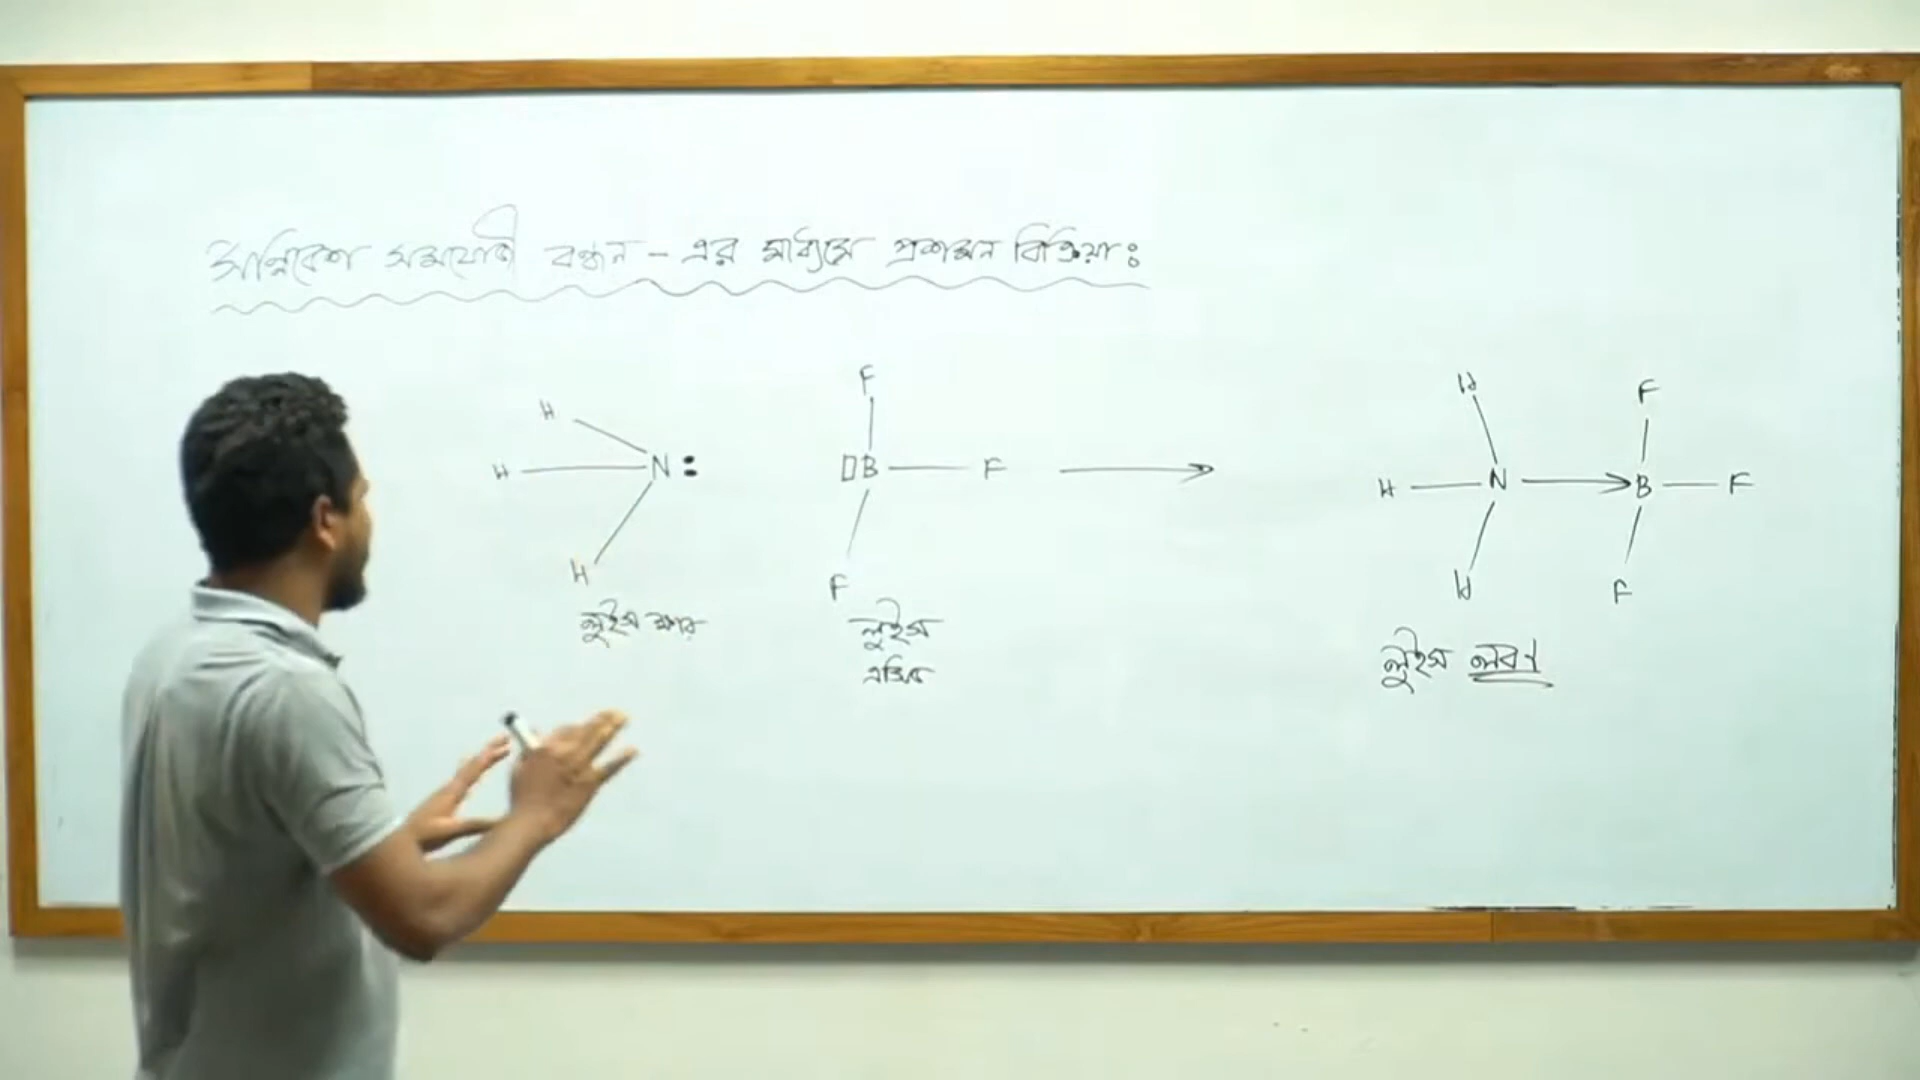 সন্নিবেশ সমযোজী বন্ধন - এর মাধ্যমে প্রশমন বিক্রিয়াঃ
H F H F
H N : B F → H N → B F
H F H F
লুইস ক্ষার লুইস এসিড লুইস লবণ